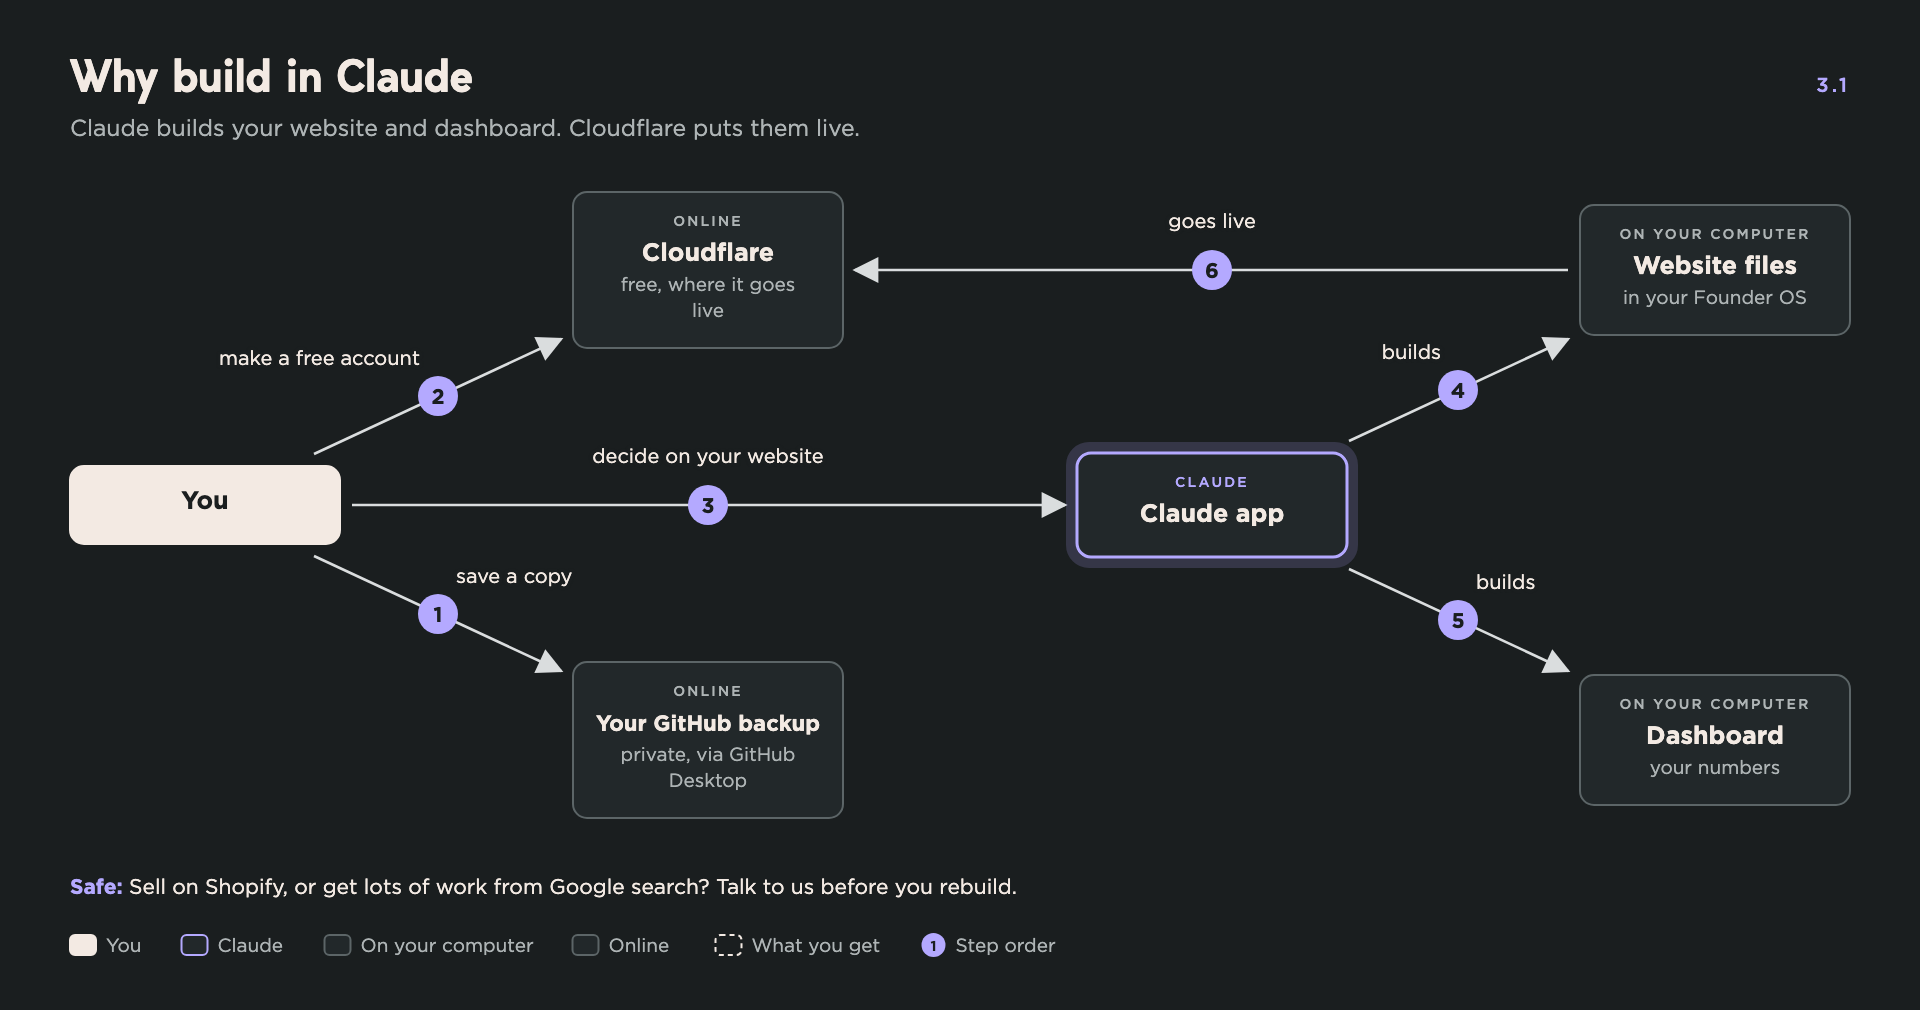 Why build in Claude
3.1
Claude builds your website and dashboard. Cloudflare puts them live.
ONLINE
Cloudflare
free, where it goes
live
goes live
6
ON YOUR COMPUTER
Website files
in your Founder OS
make a free account
2
builds
4
You
decide on your website
3
CLAUDE
Claude app
save a copy
1
builds
5
ONLINE
Your GitHub backup
private, via GitHub
Desktop
ON YOUR COMPUTER
Dashboard
your numbers
Safe: Sell on Shopify, or get lots of work from Google search? Talk to us before you rebuild.
You
Claude
On your computer
Online
What you get
1 Step order